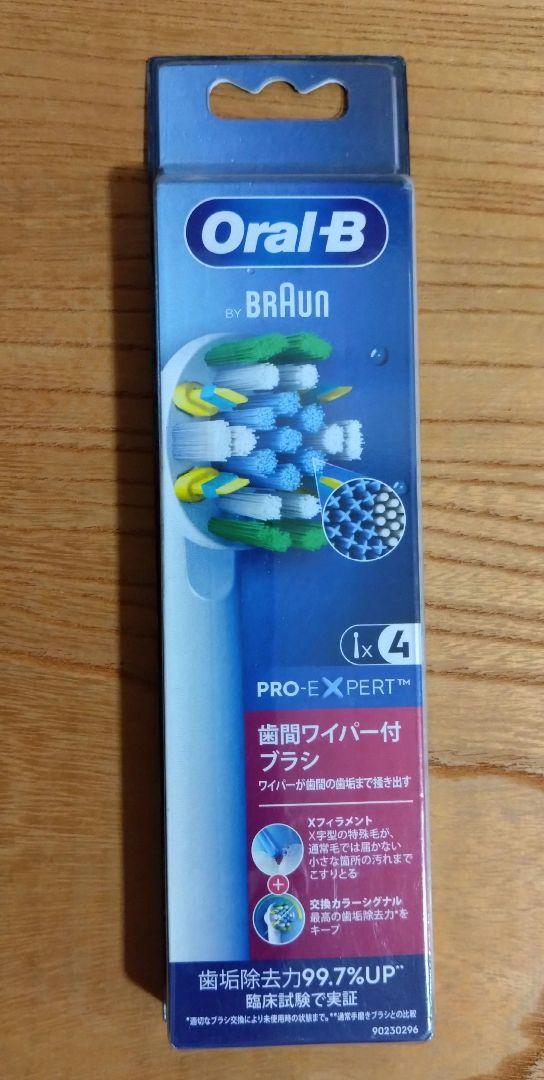 Oral-B
BY BRAUN
x 4
PRO-EXPERT™
歯間ワイパー付
ブラシ
ワイパーが歯間の歯垢まで掻き出す
Xフィラメント
X字型の特殊毛が、
通常毛では届かない
小さな箇所の汚れまで
こすりとる
+
交換カラーシグナル
最高の歯垢除去力*を
キープ
歯垢除去力99.7%UP**
臨床試験で実証
*適切なブラシ交換により未使用時の状態まで。**通常手磨きブラシとの比較
90230296